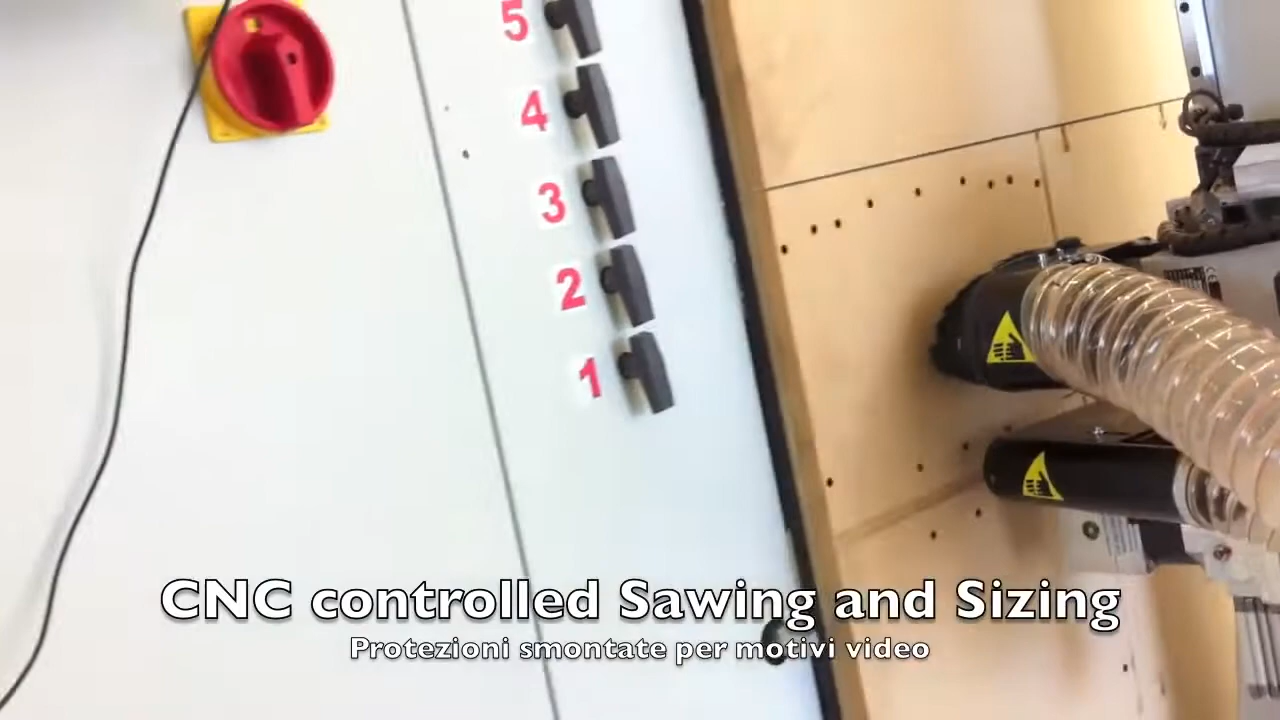 5
4
3
2
1
CNC controlled Sawing and Sizing
Protezioni smontate per motivi video